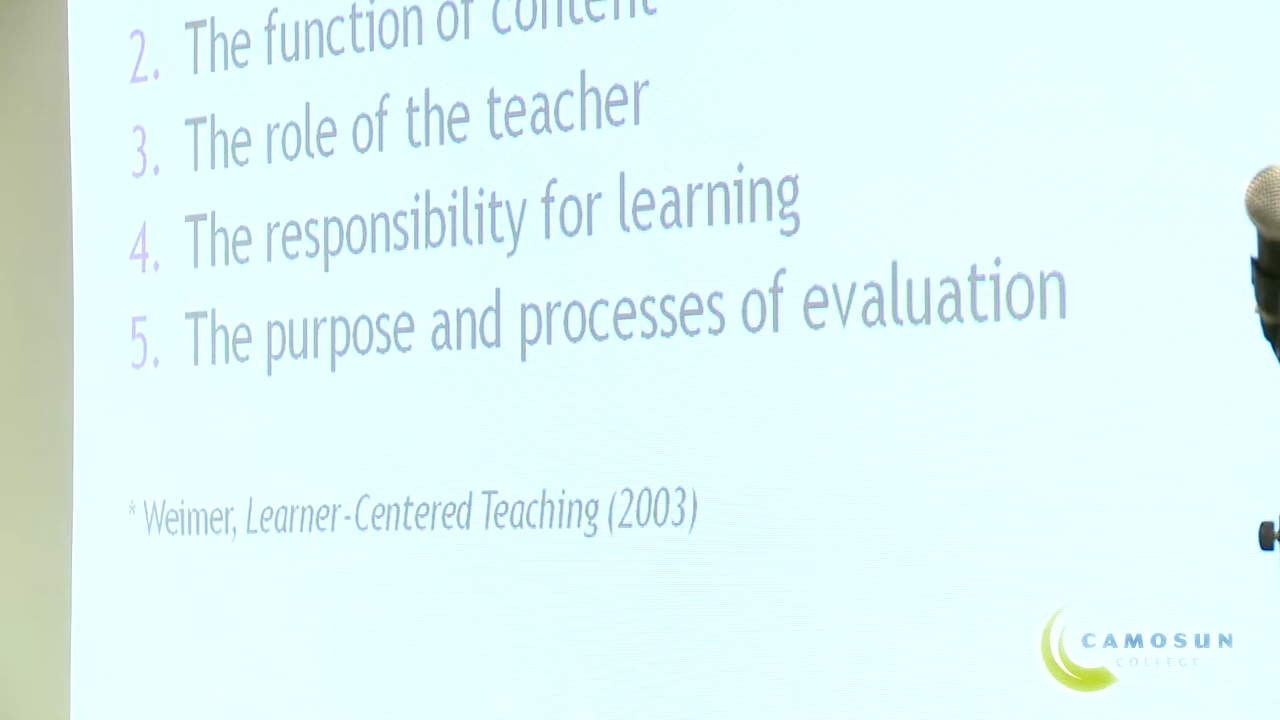 2. The function of content
3. The role of the teacher
4. The responsibility for learning
5. The purpose and processes of evaluation
* Weimer, Learner-Centered Teaching (2003)
CAMOSUN
COLLEGE